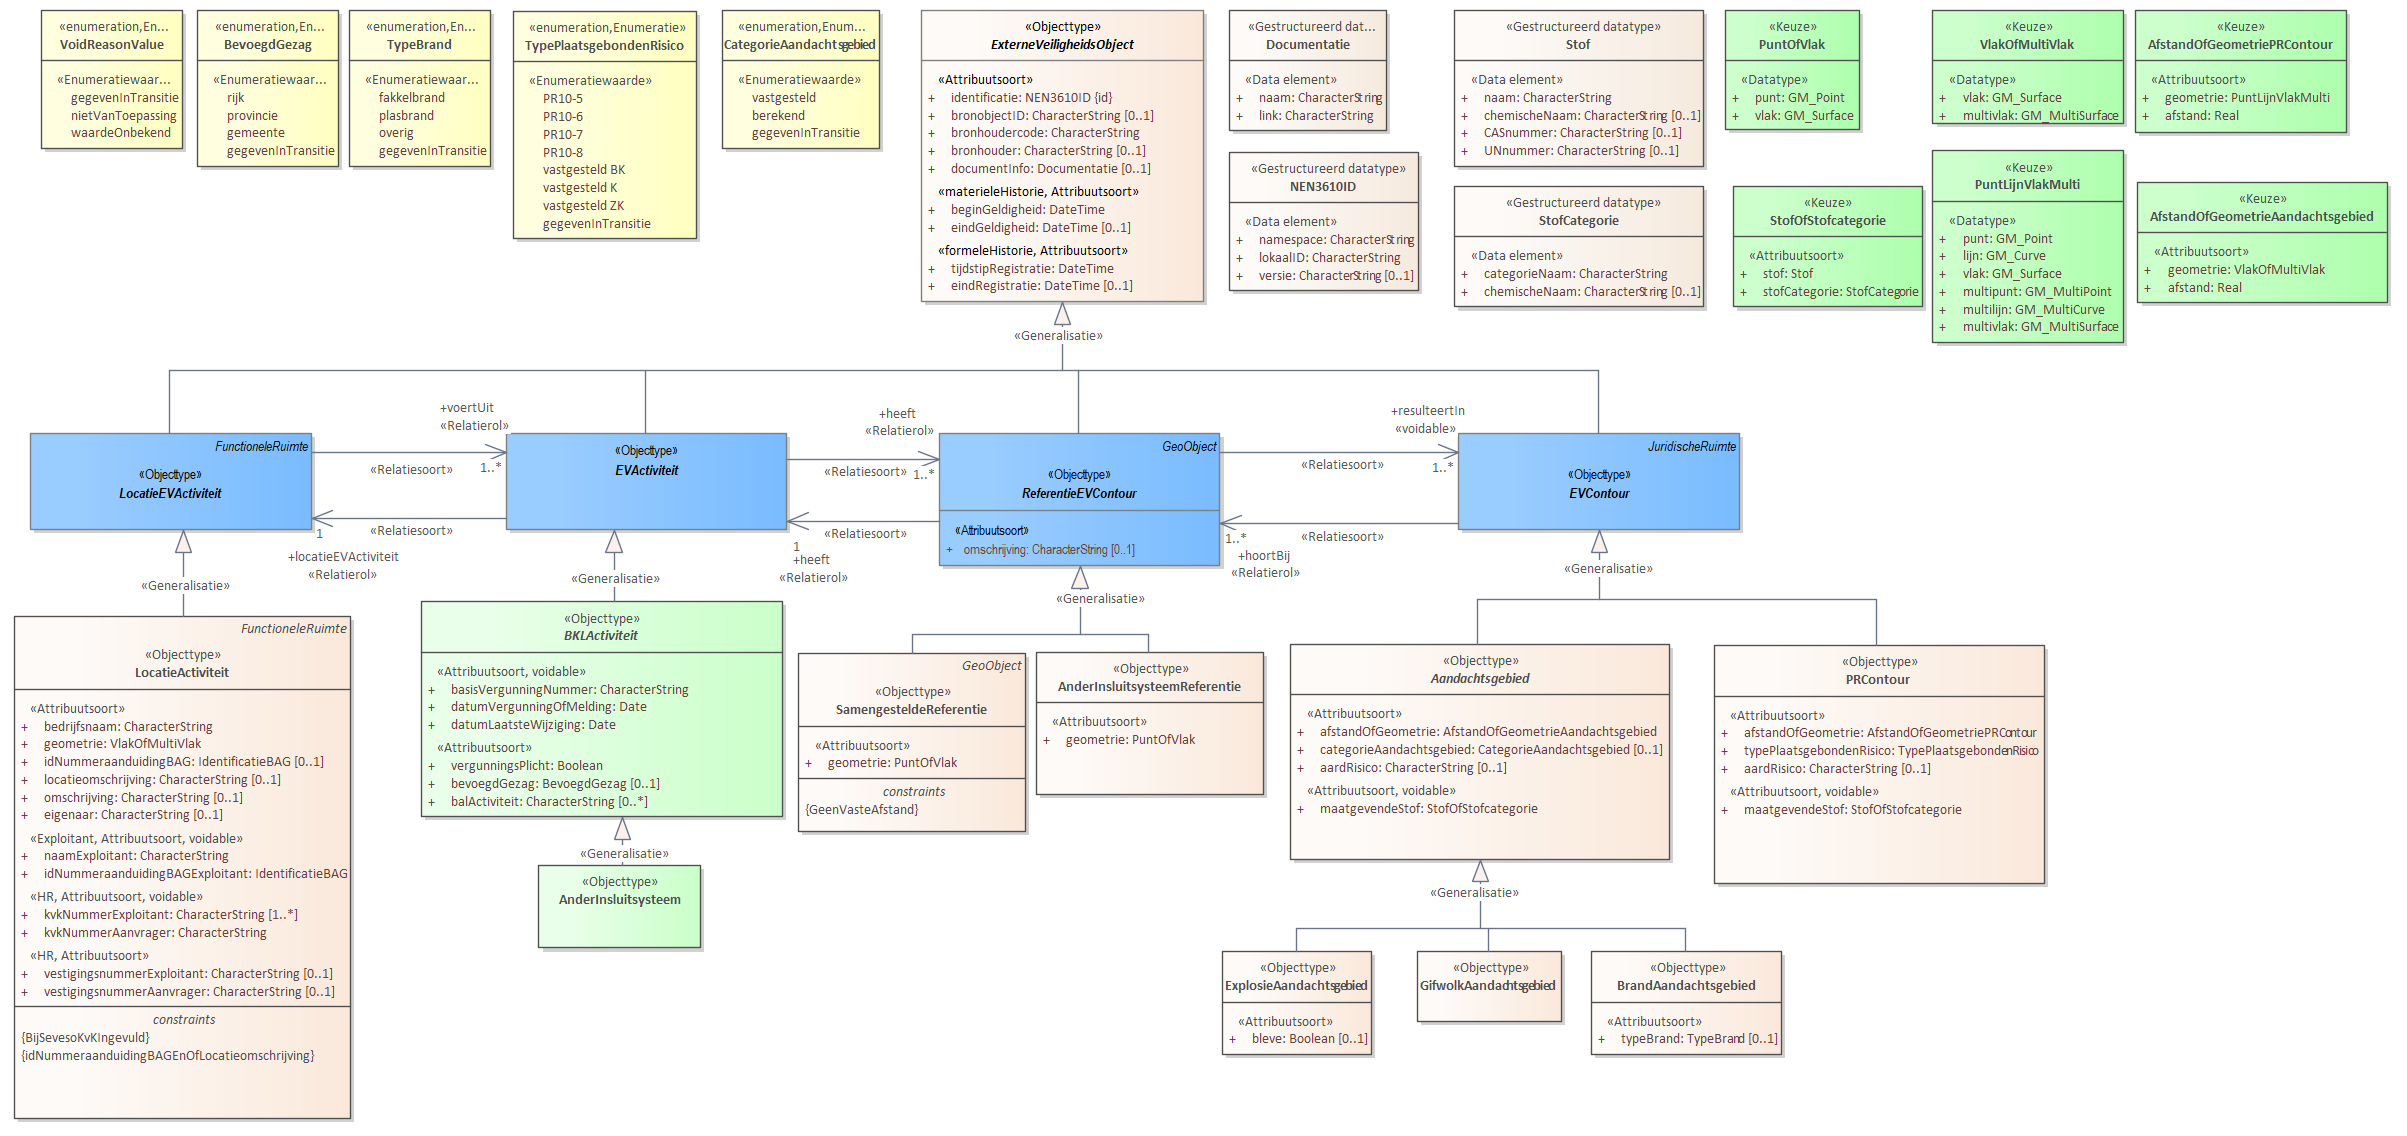 «enumeration,En...
VoidReasonValue
«Enumeratiewaar...
gegevenInTransitie
nietVanToepassing
waardeOnbekend
«enumeration,En...
BevoegdGezag
«Enumeratiewaar...
rijk
provincie
gemeente
gegevenInTransitie
«enumeration,En...
TypeBrand
«Enumeratiewaar...
fakkelbrand
plasbrand
overig
gegevenInTransitie
«enumeration,Enumeratie»
TypePlaatsgebondenRisico
«Enumeratiewaarde»
PR10-5
PR10-6
PR10-7
PR10-8
vastgesteld BK
vastgesteld K
vastgesteld ZK
gegevenInTransitie
«enumeration,Enum...
CategorieAandachtsgebied
«Enumeratiewaarde»
vastgesteld
berekend
gegevenInTransitie
«Objecttype»
ExterneVeiligheidsObject
«Attribuutsoort»
+ identificatie: NEN3610ID {id}
+ bronobjectID: CharacterString [0..1]
+ bronhoudercode: CharacterString
+ bronhouder: CharacterString [0..1]
+ documentInfo: Documentatie [0..1]
«materieleHistorie, Attribuutsoort»
+ beginGeldigheid: DateTime
+ eindGeldigheid: DateTime [0..1]
«formeleHistorie, Attribuutsoort»
+ tijdstipRegistratie: DateTime
+ eindRegistratie: DateTime [0..1]
«Gestructureerd dat...
Documentatie
«Data element»
+ naam: CharacterString
+ link: CharacterString
«Gestructureerd datatype»
NEN3610ID
«Data element»
+ namespace: CharacterString
+ lokaalID: CharacterString
+ versie: CharacterString [0..1]
«Gestructureerd datatype»
Stof
«Data element»
+ naam: CharacterString
+ chemischeNaam: CharacterString [0..1]
+ CASnummer: CharacterString [0..1]
+ UNnummer: CharacterString [0..1]
«Gestructureerd datatype»
StofCategorie
«Data element»
+ categorieNaam: CharacterString
+ chemischeNaam: CharacterString [0..1]
«Keuze»
PuntOfVlak
«Datatype»
+ punt: GM_Point
+ vlak: GM_Surface
«Keuze»
StofOfStofcategorie
«Attribuutsoort»
+ stof: Stof
+ stofCategorie: StofCategorie
«Keuze»
VlakOfMultiVlak
«Datatype»
+ vlak: GM_Surface
+ multivlak: GM_MultiSurface
«Keuze»
PuntLijnVlakMulti
«Datatype»
+ punt: GM_Point
+ lijn: GM_Curve
+ vlak: GM_Surface
+ multipunt: GM_MultiPoint
+ multilijn: GM_MultiCurve
+ multivlak: GM_MultiSurface
«Keuze»
AfstandOfGeometriePRContour
«Attribuutsoort»
+ geometrie: PuntLijnVlakMulti
+ afstand: Real
«Keuze»
AfstandOfGeometrieAandachtsgebied
«Attribuutsoort»
+ geometrie: VlakOfMultiVlak
+ afstand: Real
«Generalisatie»
FunctioneleRuimte
«Objecttype»
LocatieEVActiviteit
+voertUit
«Relatierol»
1..*
«Relatiesoort»
«Relatiesoort»
1
+locatieEVActiviteit
«Relatierol»
«Objecttype»
EVActiviteit
+heeft
«Relatierol»
«Relatiesoort»
1..*
«Relatiesoort»
1
+heeft
«Relatierol»
GeoObject
«Objecttype»
ReferentieEVContour
«Attribuutsoort»
+ omschrijving: CharacterString [0..1]
+resulteertIn
«voidable»
«Relatiesoort»
1..*
«Relatiesoort»
1..*
+hoortBij
«Relatierol»
JuridischeRuimte
«Objecttype»
EVContour
«Generalisatie»
«Generalisatie»
«Generalisatie»
«Generalisatie»
FunctioneleRuimte
«Objecttype»
LocatieActiviteit
«Attribuutsoort»
+ bedrijfsnaam: CharacterString
+ geometrie: VlakOfMultiVlak
+ idNummeraanduidingBAG: IdentificatieBAG [0..1]
+ locatieomschrijving: CharacterString [0..1]
+ omschrijving: CharacterString [0..1]
+ eigenaar: CharacterString [0..1]
«Exploitant, Attribuutsoort, voidable»
+ naamExploitant: CharacterString
+ idNummeraanduidingBAGExploitant: IdentificatieBAG
«HR, Attribuutsoort, voidable»
+ kvkNummerExploitant: CharacterString [1..*]
+ kvkNummerAanvrager: CharacterString
«HR, Attribuutsoort»
+ vestigingsnummerExploitant: CharacterString [0..1]
+ vestigingsnummerAanvrager: CharacterString [0..1]
constraints
{BijSevesoKvKIngevuld}
{idNummeraanduidingBAGEnOfLocatieomschrijving}
«Objecttype»
BKLActiviteit
«Attribuutsoort, voidable»
+ basisVergunningNummer: CharacterString
+ datumVergunningOfMelding: Date
+ datumLaatsteWijziging: Date
«Attribuutsoort»
+ vergunningsPlicht: Boolean
+ bevoegdGezag: BevoegdGezag [0..1]
+ balActiviteit: CharacterString [0..*]
«Generalisatie»
«Objecttype»
AnderInsluitsysteem
GeoObject
«Objecttype»
SamengesteldeReferentie
«Attribuutsoort»
+ geometrie: PuntOfVlak
constraints
{GeenVasteAfstand}
«Objecttype»
AnderInsluitsysteemReferentie
«Attribuutsoort»
+ geometrie: PuntOfVlak
«Objecttype»
Aandachtsgebied
«Attribuutsoort»
+ afstandOfGeometrie: AfstandOfGeometrieAandachtsgebied
+ categorieAandachtsgebied: CategorieAandachtsgebied [0..1]
+ aardRisico: CharacterString [0..1]
«Attribuutsoort, voidable»
+ maatgevendeStof: StofOfStofcategorie
«Objecttype»
PRContour
«Attribuutsoort»
+ afstandOfGeometrie: AfstandOfGeometriePRContour
+ typePlaatsgebondenRisico: TypePlaatsgebondenRisico
+ aardRisico: CharacterString [0..1]
«Attribuutsoort, voidable»
+ maatgevendeStof: StofOfStofcategorie
«Generalisatie»
«Objecttype»
ExplosieAandachtsgebied
«Attribuutsoort»
+ bleve: Boolean [0..1]
«Objecttype»
GifwolkAandachtsgebied
«Objecttype»
BrandAandachtsgebied
«Attribuutsoort»
+ typeBrand: TypeBrand [0..1]